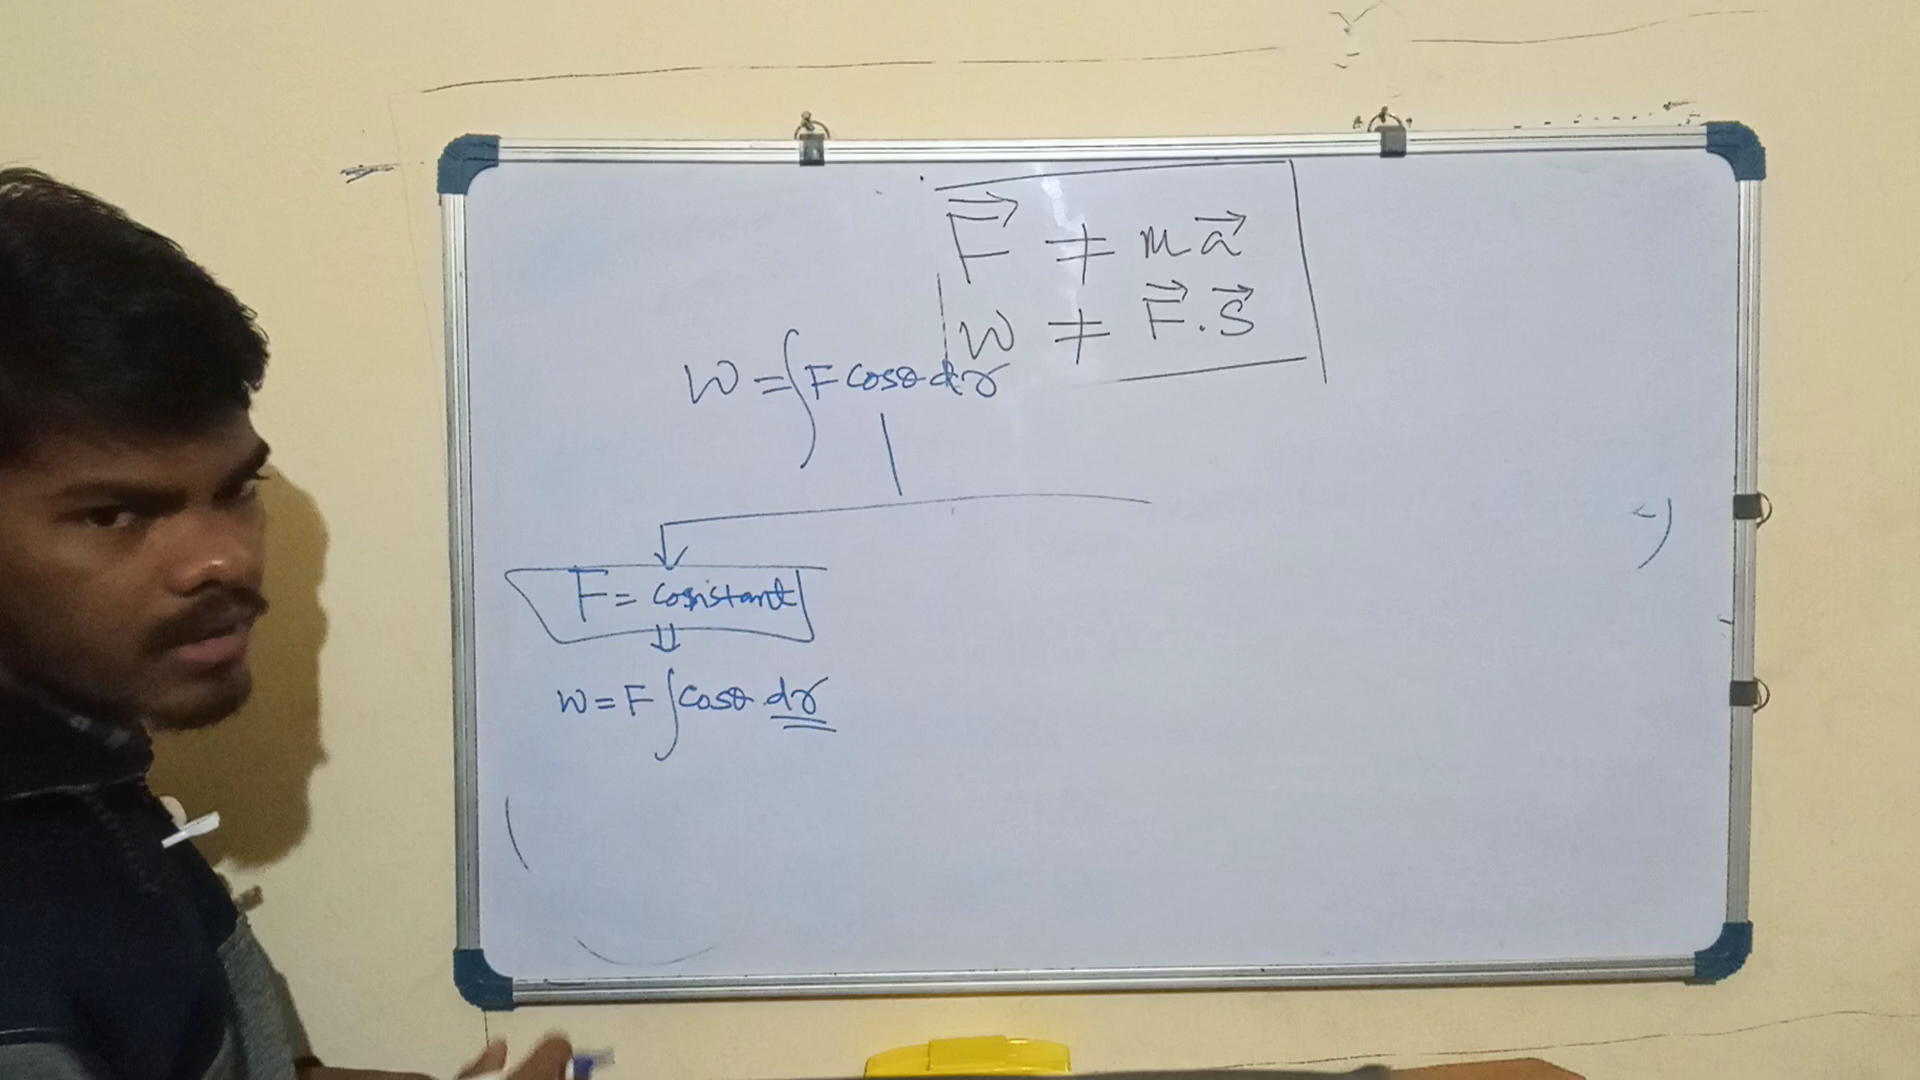 F⃗ ≠ ma⃗
W ≠ F⃗.S⃗
W = ∫F cosθ dr
F = constant
⇓
W = F ∫cosθ dr